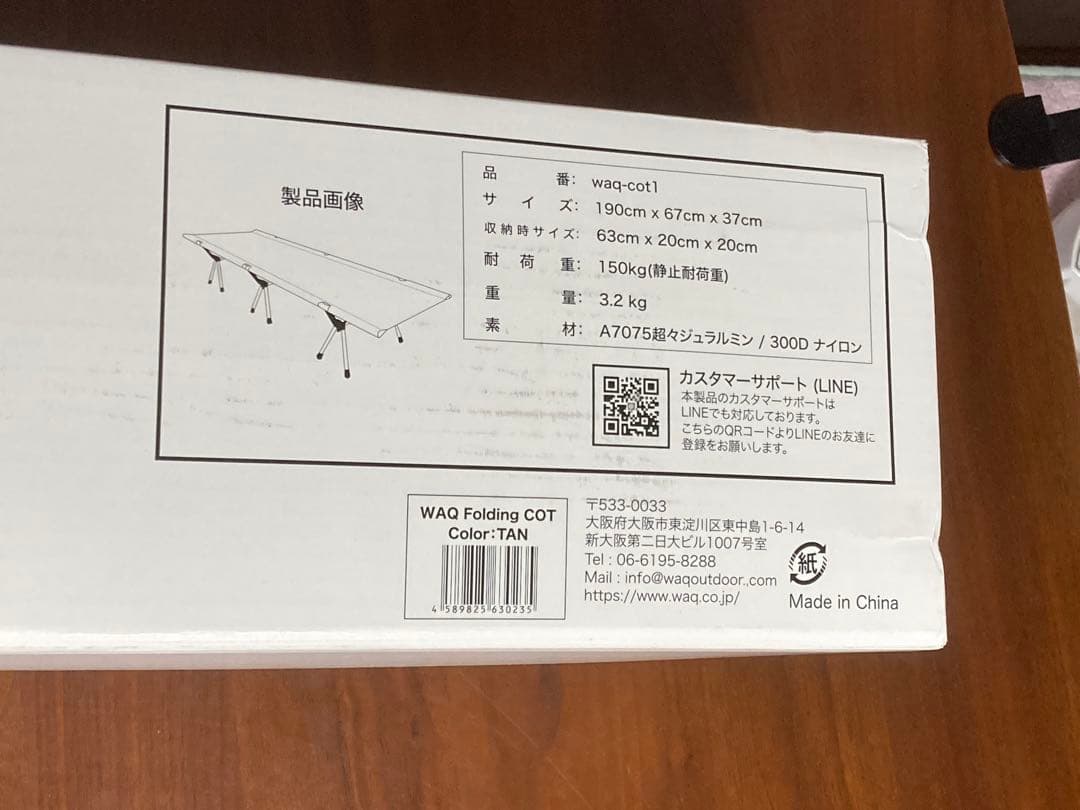 製品画像
品番: waq-cot1
サイズ: 190cm x 67cm x 37cm
収納時サイズ: 63cm x 20cm x 20cm
耐荷重: 150kg(静止耐荷重)
重量: 3.2 kg
素材: A7075超々ジュラルミン / 300D ナイロン
カスタマーサポート (LINE)
本製品のカスタマーサポートは
LINEでも対応しております。
こちらのQRコードよりLINEのお友達に
登録をお願いします。
WAQ Folding COT
Color:TAN
4 589825 630235
〒533-0033
大阪府大阪市東淀川区東中島1-6-14
新大阪第二日大ビル1007号室
Tel : 06-6195-8288
Mail : info@waqoutdoor.,com
https://www.waq.co.jp/
紙
Made in China